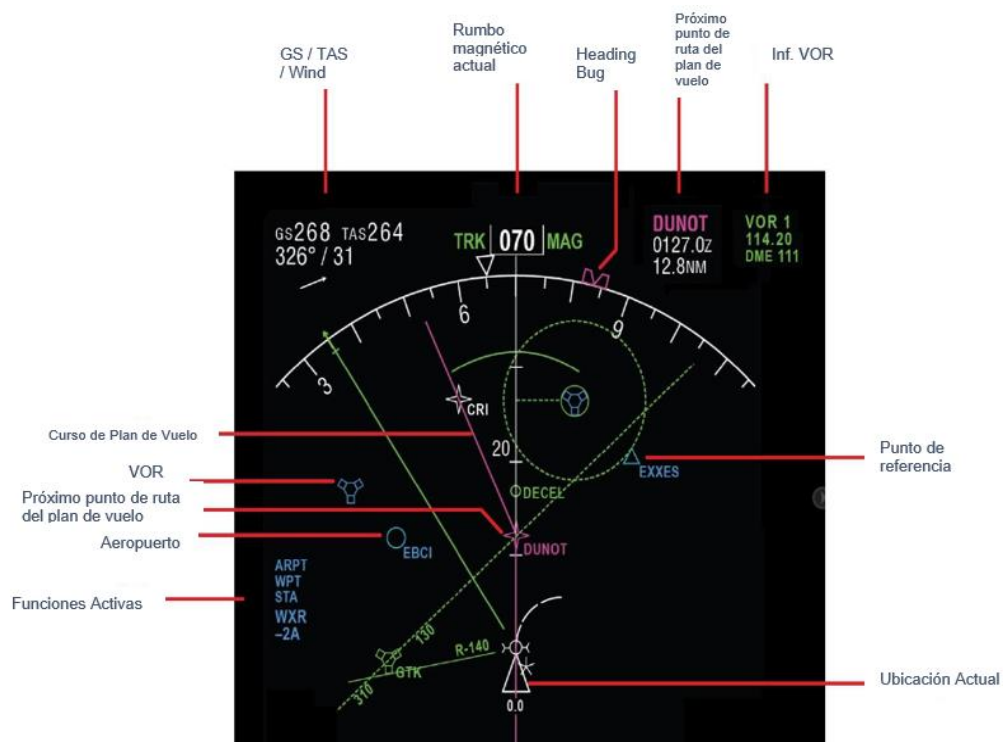 GS / TAS
/ Wind
Rumbo
magnético
actual
Heading
Bug
Próximo
punto de
ruta del
plan de
vuelo
Inf. VOR
GS268 TAS264
326° / 31
TRK 070 MAG
DUNOT
0127.0Z
12.8NM
VOR 1
114.20
DME 111
3
6
9
CRI
20
Curso de Plan de Vuelo
Punto de
referencia
EXXES
VOR
DECEL
Próximo punto de ruta
del plan de vuelo
Aeropuerto
EBCI
DUNOT
ARPT
WPT
STA
WXR
-2A
Funciones Activas
130
R-140
GTK
310
0.0
Ubicación Actual